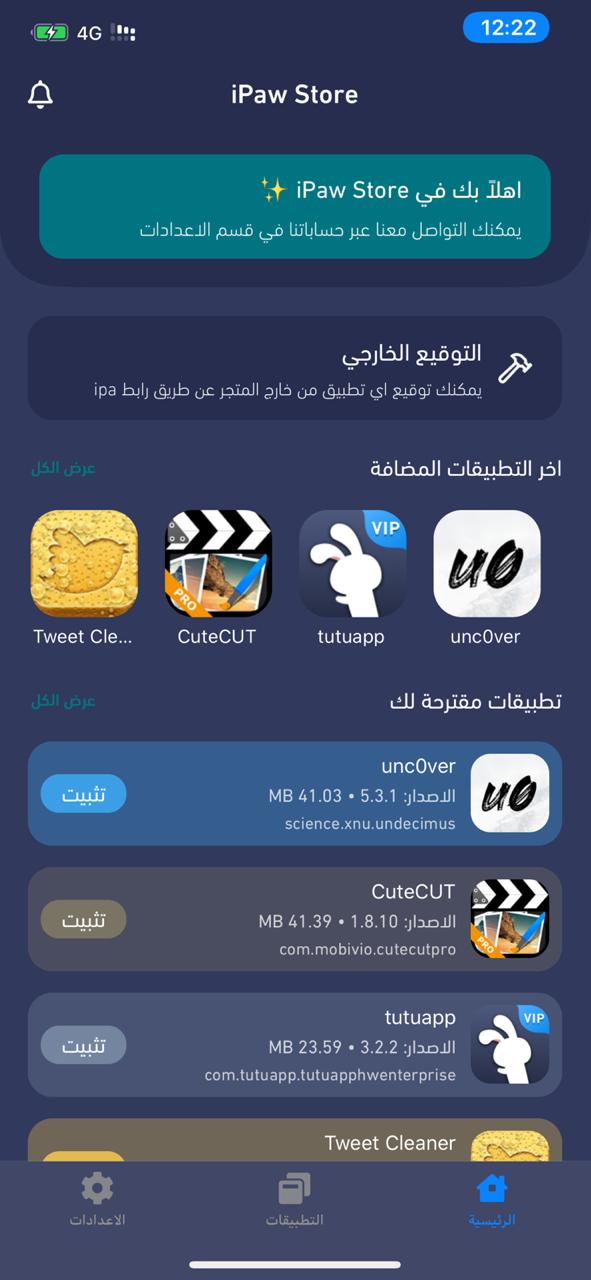 12:22
4G
iPaw Store
اهلاً بك في iPaw Store ✨
يمكنك التواصل معنا عبر حساباتنا في قسم الاعدادات
التوقيع الخارجي
يمكنك توقيع اي تطبيق من خارج المتجر عن طريق رابط ipa
اخر التطبيقات المضافة
عرض الكل
VIP
PRO
unc0ver
tutuapp
CuteCUT
Tweet Cle...
تطبيقات مقترحة لك
عرض الكل
unc0ver
الاصدار: 5.3.1 • 41.03 MB
science.xnu.undecimus
تثبيت
CuteCUT
الاصدار: 1.8.10 • 41.39 MB
com.mobivio.cutecutpro
PRO
تثبيت
tutuapp
الاصدار: 3.2.2 • 23.59 MB
com.tutuapp.tutuapphwenterprise
VIP
تثبيت
Tweet Cleaner
الرئيسية
التطبيقات
الاعدادات